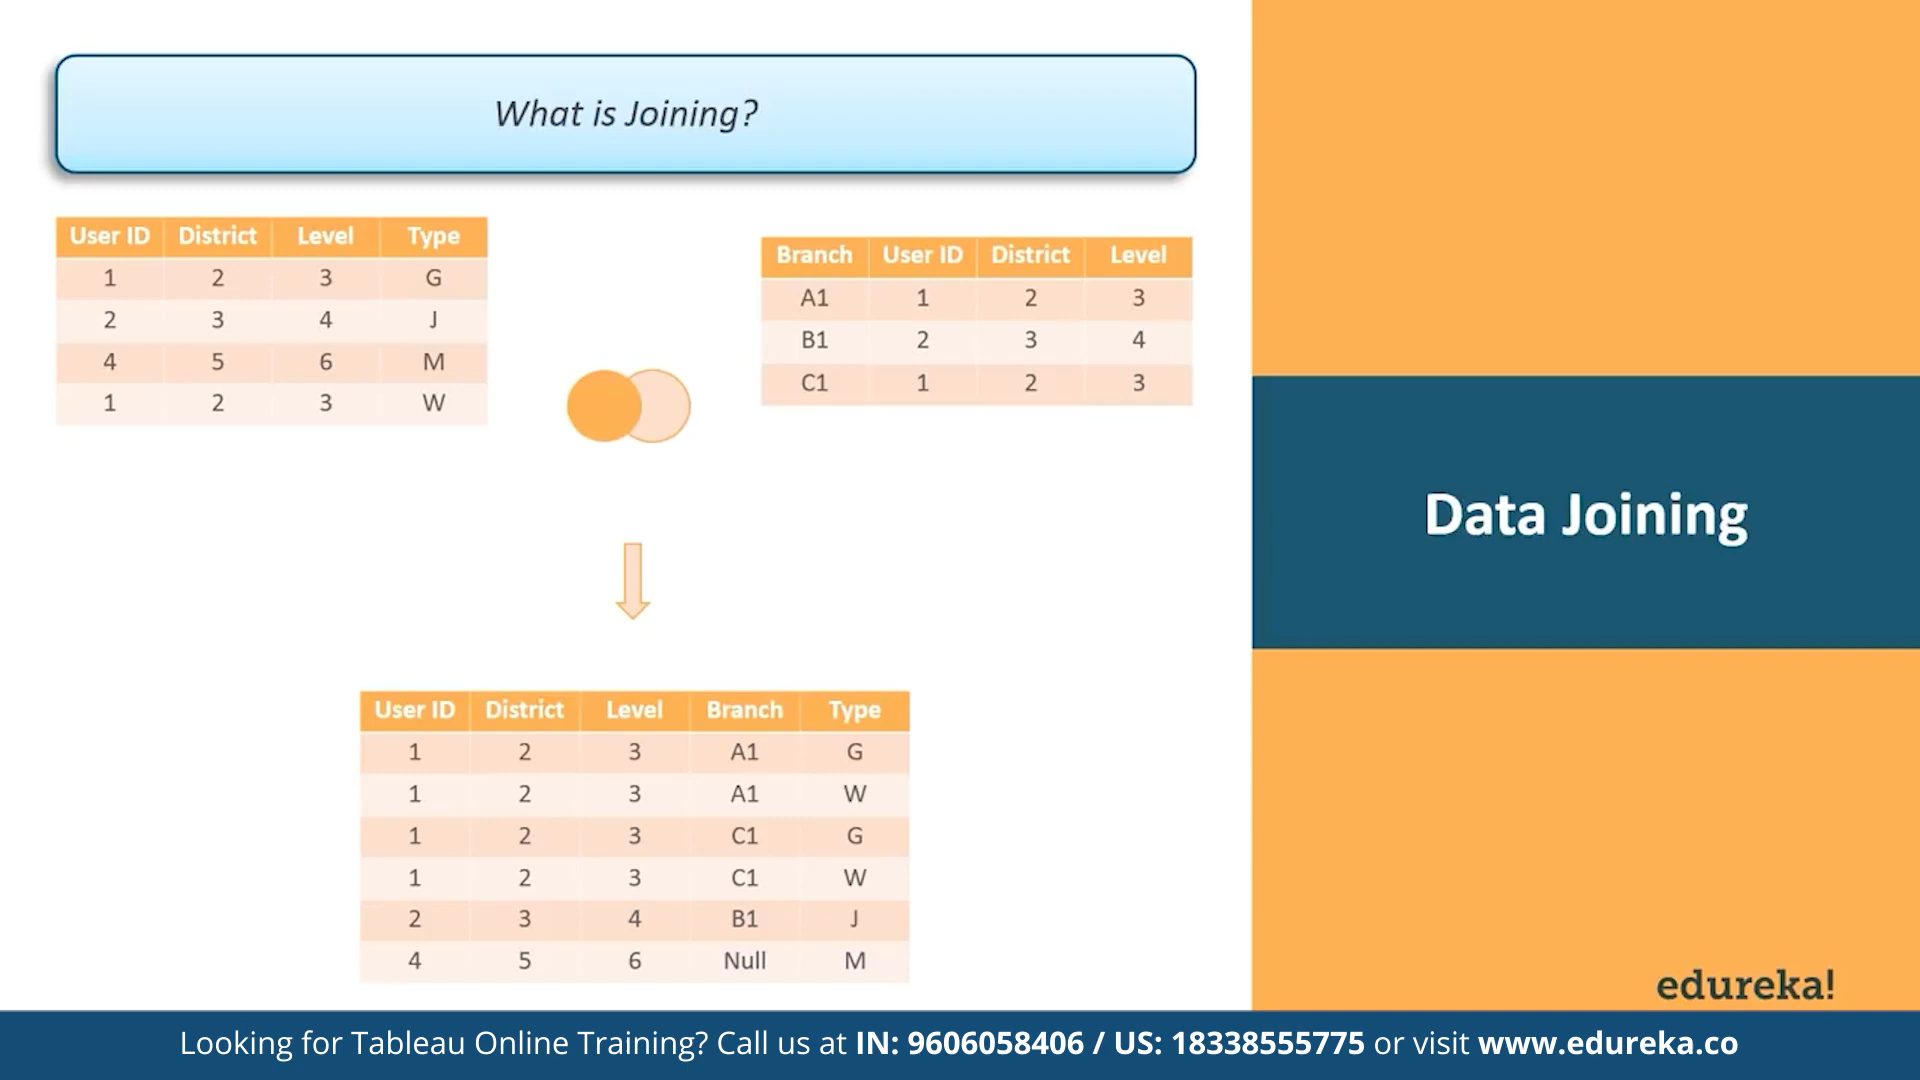 What is Joining?
User ID District Level Type
1 2 3 G
2 3 4 J
4 5 6 M
1 2 3 W
Branch User ID District Level
A1 1 2 3
B1 2 3 4
C1 1 2 3
User ID District Level Branch Type
1 2 3 A1 G
1 2 3 A1 W
1 2 3 C1 G
1 2 3 C1 W
2 3 4 B1 J
4 5 6 Null M
Data Joining
edureka!
Looking for Tableau Online Training? Call us at IN: 9606058406 / US: 18338555775 or visit www.edureka.co